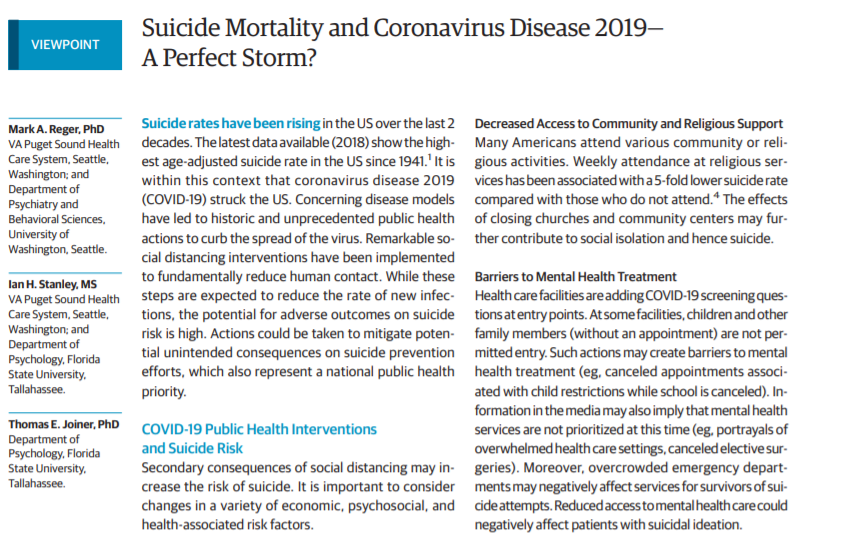 VIEWPOINT
Suicide Mortality and Coronavirus Disease 2019—
A Perfect Storm?
Mark A. Reger, PhD
VA Puget Sound Health
Care System, Seattle,
Washington; and
Department of
Psychiatry and
Behavioral Sciences,
University of
Washington, Seattle.
Ian H. Stanley, MS
VA Puget Sound Health
Care System, Seattle,
Washington; and
Department of
Psychology, Florida
State University,
Tallahassee.
Thomas E. Joiner, PhD
Department of
Psychology, Florida
State University,
Tallahassee.
Suicide rates have been rising in the US over the last 2
decades. The latest data available (2018) show the high-
est age-adjusted suicide rate in the US since 1941.1 It is
within this context that coronavirus disease 2019
(COVID-19) struck the US. Concerning disease models
have led to historic and unprecedented public health
actions to curb the spread of the virus. Remarkable so-
cial distancing interventions have been implemented
to fundamentally reduce human contact. While these
steps are expected to reduce the rate of new infec-
tions, the potential for adverse outcomes on suicide
risk is high. Actions could be taken to mitigate poten-
tial unintended consequences on suicide prevention
efforts, which also represent a national public health
priority.
COVID-19 Public Health Interventions
and Suicide Risk
Secondary consequences of social distancing may in-
crease the risk of suicide. It is important to consider
changes in a variety of economic, psychosocial, and
health-associated risk factors.
Decreased Access to Community and Religious Support
Many Americans attend various community or reli-
gious activities. Weekly attendance at religious ser-
vices has been associated with a 5-fold lower suicide rate
compared with those who do not attend.4 The effects
of closing churches and community centers may fur-
ther contribute to social isolation and hence suicide.
Barriers to Mental Health Treatment
Health care facilities are adding COVID-19 screening ques-
tions at entry points. At some facilities, children and other
family members (without an appointment) are not per-
mitted entry. Such actions may create barriers to mental
health treatment (eg, canceled appointments associ-
ated with child restrictions while school is canceled). In-
formation in the media may also imply that mental health
services are not prioritized at this time (eg, portrayals of
overwhelmed health care settings, canceled elective sur-
geries). Moreover, overcrowded emergency depart-
ments may negatively affect services for survivors of sui-
cide attempts. Reduced access to mental health care could
negatively affect patients with suicidal ideation.